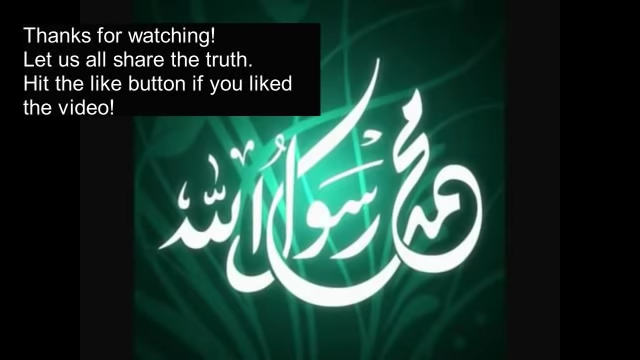 Thanks for watching!
Let us all share the truth.
Hit the like button if you liked
the video!
محمد رسول الله